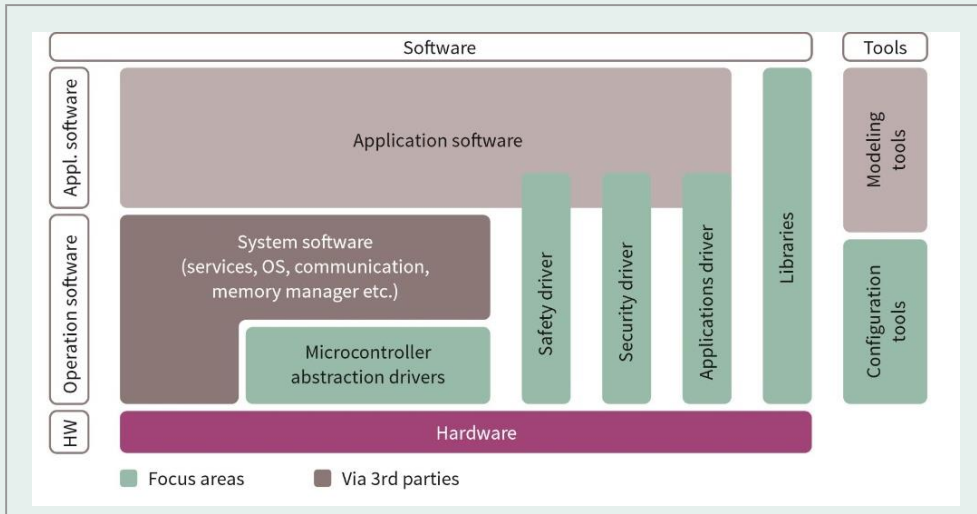 Software
Tools
Appl. software
Application software
Modeling
tools
Operation software
System software
(services, OS, communication,
memory manager etc.)
Microcontroller
abstraction drivers
Safety driver
Security driver
Applications driver
Libraries
Configuration
tools
HW
Hardware
Focus areas
Via 3rd parties